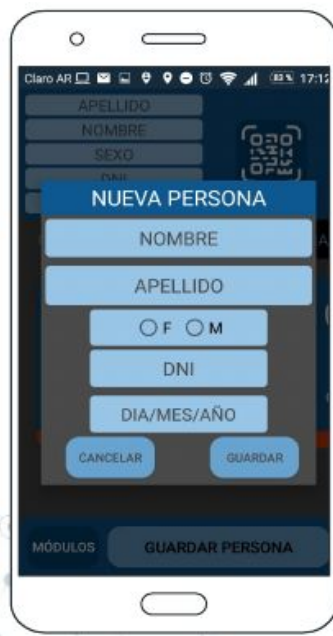 Claro AR 83% 17:12
APELLIDO
NOMBRE
SEXO
DNI
NUEVA PERSONA
NOMBRE
APELLIDO
F M
DNI
DIA/MES/AÑO
CANCELAR GUARDAR
MÓDULOS GUARDAR PERSONA